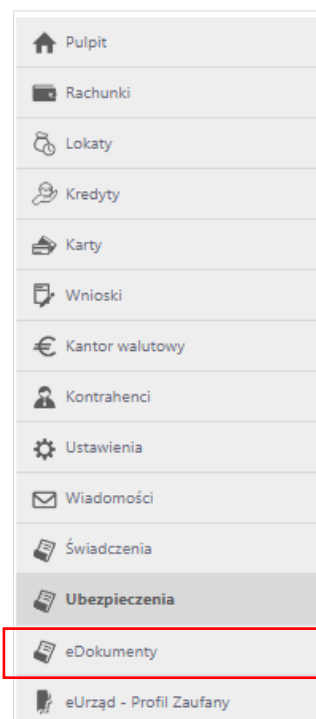 Pulpit
Rachunki
Lokaty
Kredyty
Karty
Wnioski
Kantor walutowy
Kontrahenci
Ustawienia
Wiadomości
Świadczenia
Ubezpieczenia
eDokumenty
eUrząd - Profil Zaufany